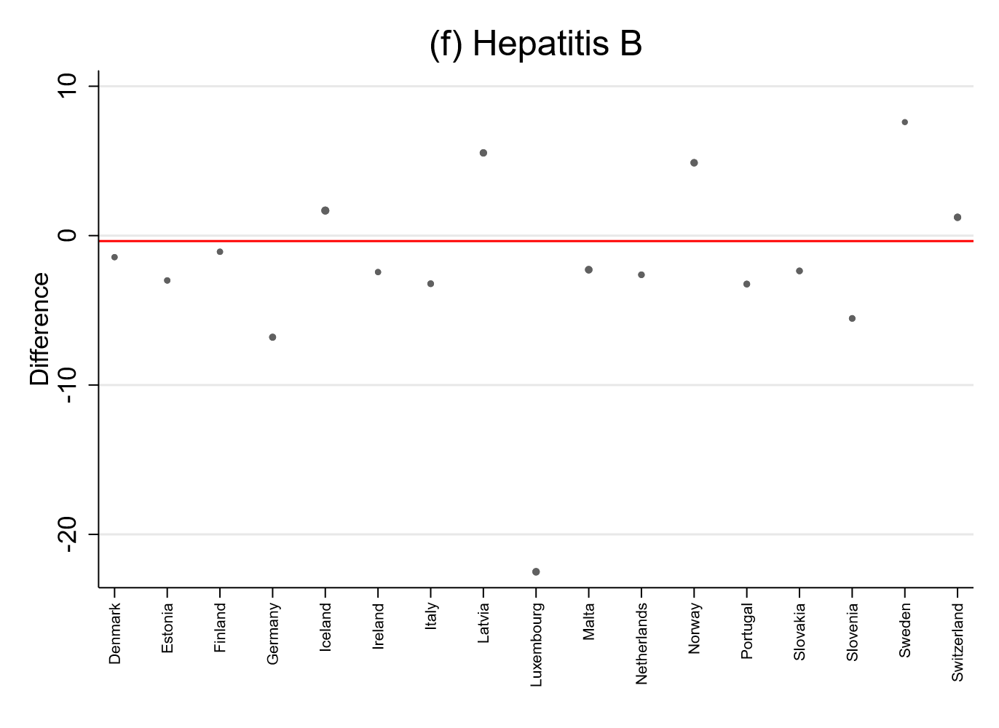 (f) Hepatitis B
Difference
10
0
-10
-20
Denmark
Estonia
Finland
Germany
Iceland
Ireland
Italy
Latvia
Luxembourg
Malta
Netherlands
Norway
Portugal
Slovakia
Slovenia
Sweden
Switzerland